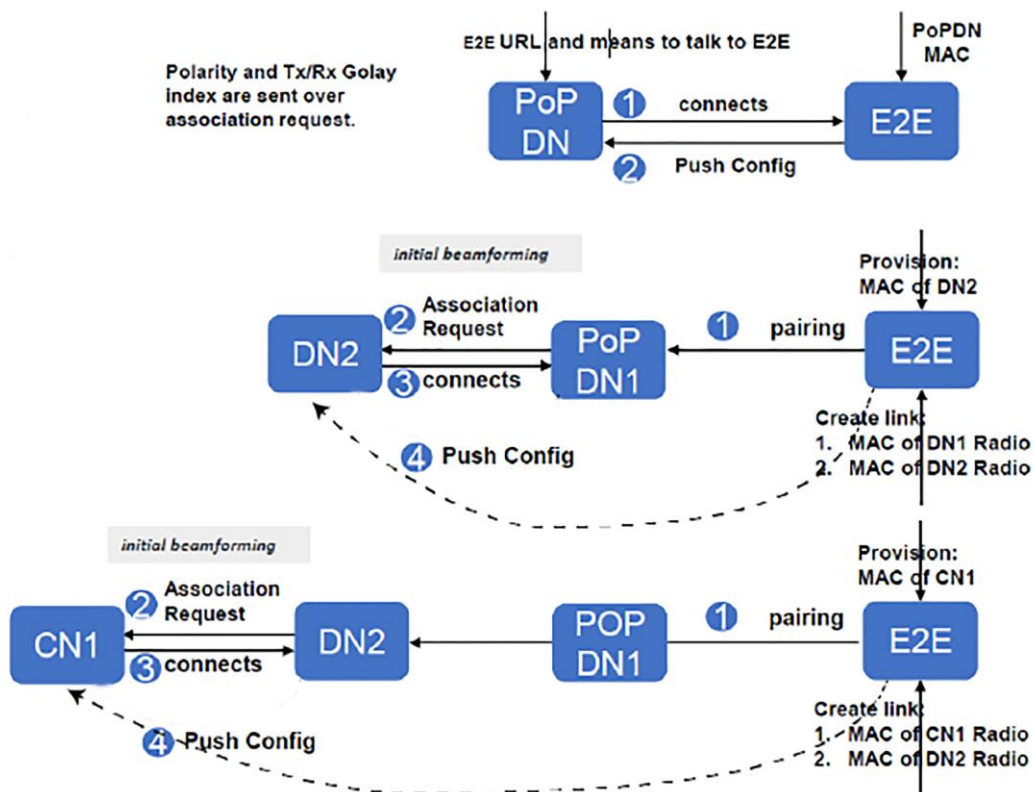 E2E URL and means to talk to E2E
PoPDN
MAC
Polarity and Tx/Rx Golay
index are sent over
association request.
PoP
DN
1
connects
E2E
2
Push Config
initial beamforming
Provision:
MAC of DN2
2
Association
Request
1
pairing
DN2
PoP
DN1
E2E
3
connects
Create link:
1. MAC of DN1 Radio
2. MAC of DN2 Radio
4
Push Config
initial beamforming
Provision:
MAC of CN1
2
Association
Request
1
pairing
CN1
DN2
POP
DN1
E2E
3
connects
Create link:
1. MAC of CN1 Radio
2. MAC of DN2 Radio
4
Push Config